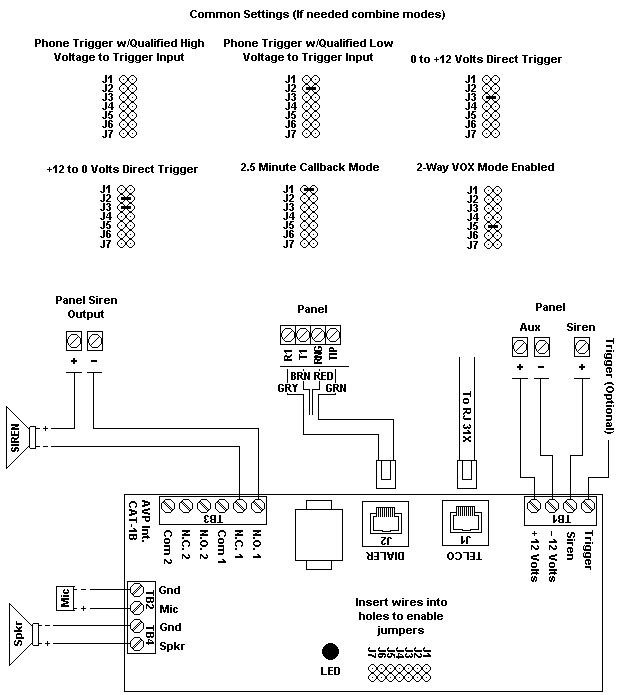 Common Settings (If needed combine modes)
Phone Trigger w/Qualified High
Voltage to Trigger Input
J1
J2
J3
J4
J5
J6
J7
Phone Trigger w/Qualified Low
Voltage to Trigger Input
J1
J2
J3
J4
J5
J6
J7
0 to +12 Volts Direct Trigger
J1
J2
J3
J4
J5
J6
J7
+12 to 0 Volts Direct Trigger
J1
J2
J3
J4
J5
J6
J7
2.5 Minute Callback Mode
J1
J2
J3
J4
J5
J6
J7
2-Way VOX Mode Enabled
J1
J2
J3
J4
J5
J6
J7
Panel Siren
Output
+ −
SIREN
+
-
Panel
R1
T1
RNG
TIP
BRN RED
GRY GRN
To RJ 31X
Panel
Aux Siren
+ − +
Trigger (Optional)
AVP Int.
CAT-1B
TB3
Com 2
N.C. 2
N.O. 2
Com 1
N.C. 1
N.O. 1
J2
DIALER
J1
TELCO
TB1
+12 Volts
−12 Volts
Siren
Trigger
Mic
-
+
TB2
Gnd
Mic
Spkr
-
+
TB4
Gnd
Spkr
LED
Insert wires into
holes to enable
jumpers
J7
J6
J5
J4
J3
J2
J1